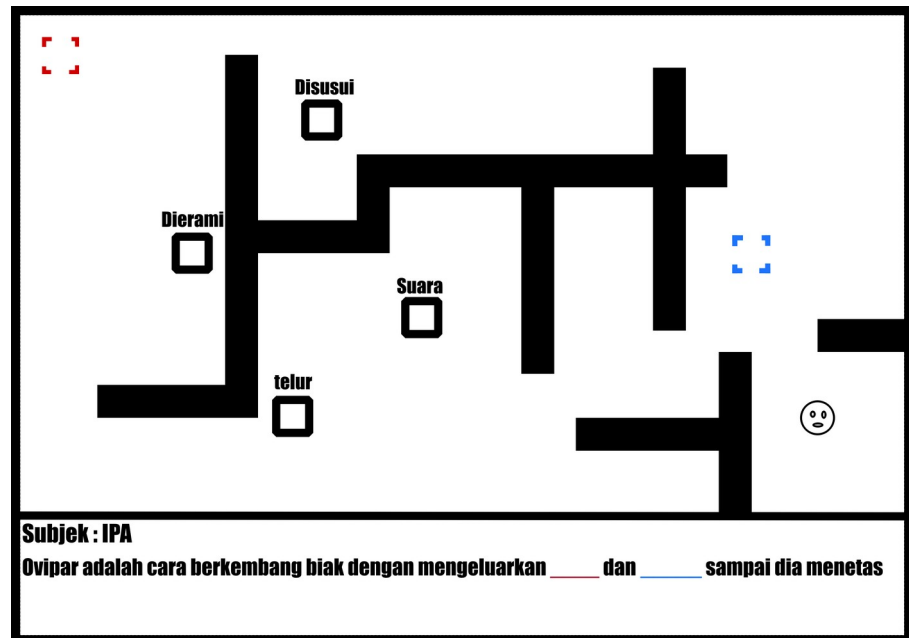 Disusui
Dierami
Suara
telur
Subjek : IPA
Ovipar adalah cara berkembang biak dengan mengeluarkan _____ dan ______ sampai dia menetas